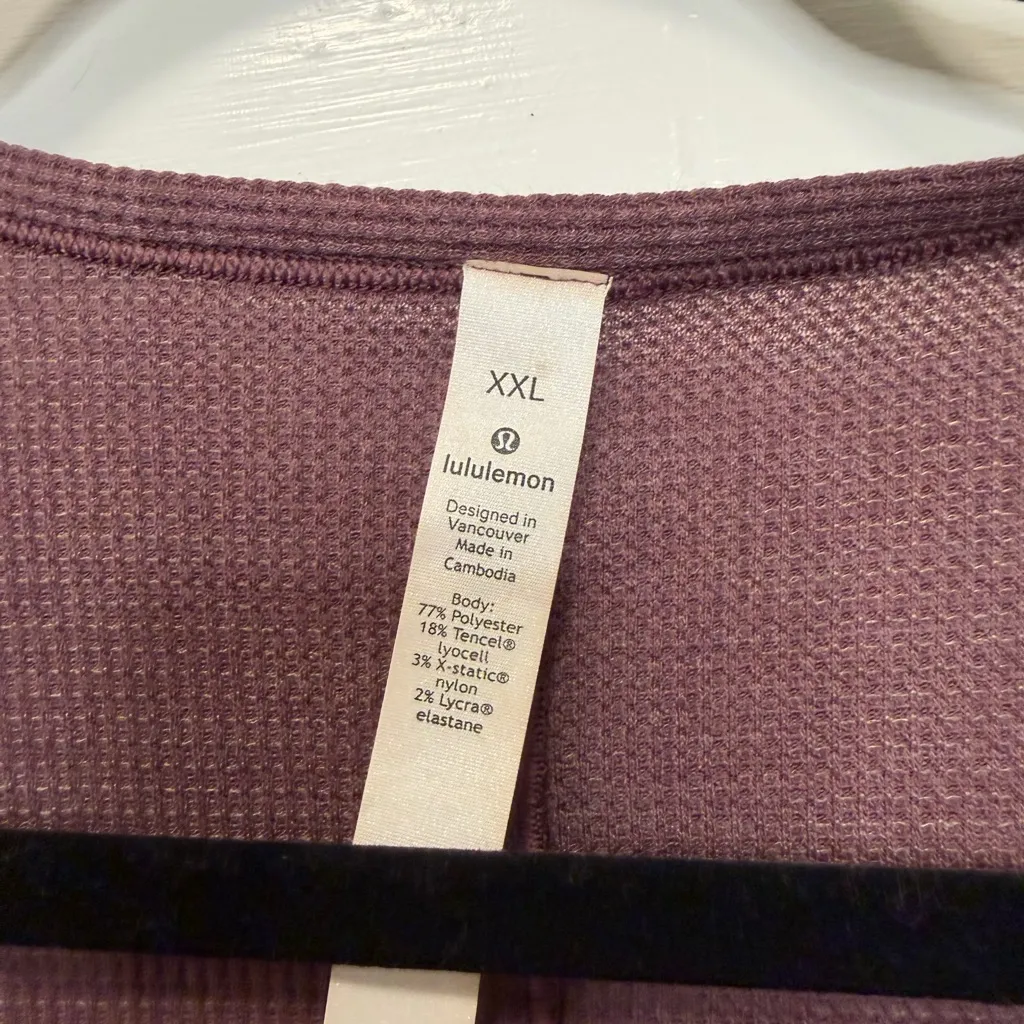 XXL
lululemon
Designed in
Vancouver
Made in
Cambodia
Body:
77% Polyester
18% Tencel®
lyocell
3% X-static®
nylon
2% Lycra®
elastane